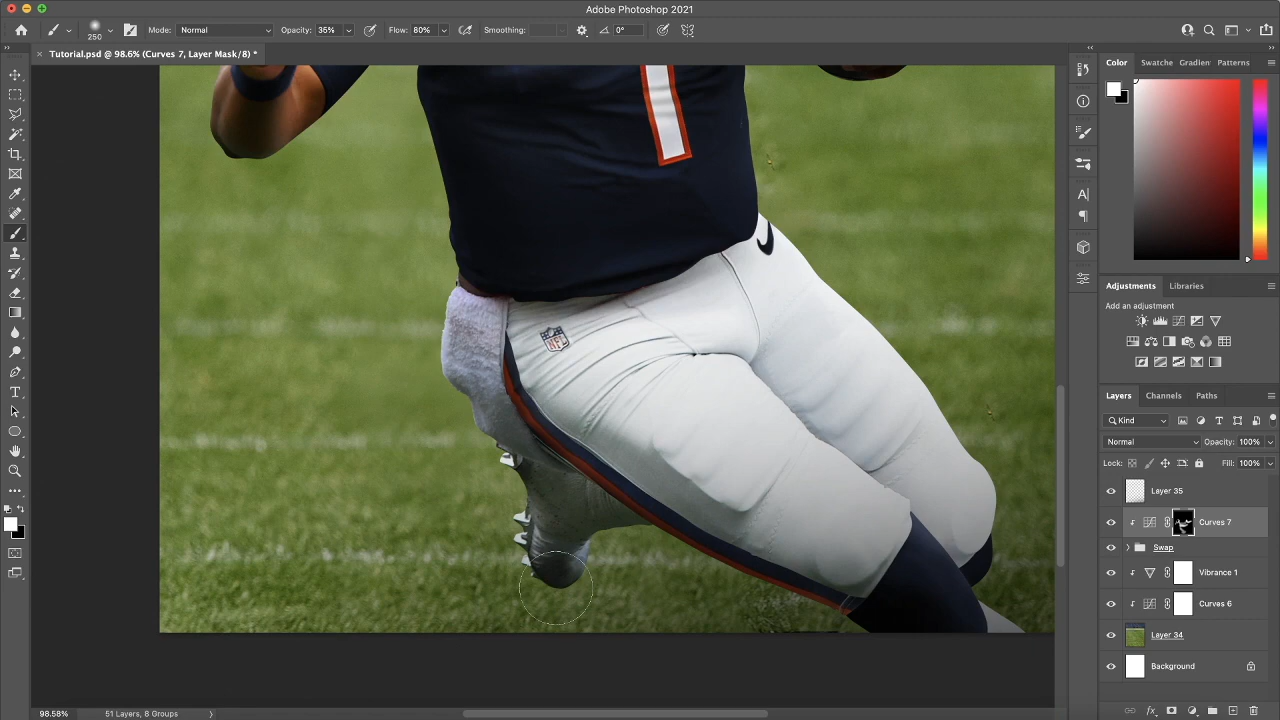 Adobe Photoshop 2021
250
Mode: Normal
Opacity: 35%
Flow: 80%
Smoothing:
0°
Tutorial.psd @ 98.6% (Curves 7, Layer Mask/8) *
Color
Swatche
Gradien
Patterns
NFL
Adjustments
Libraries
Add an adjustment
Layers
Channels
Paths
Kind
Normal
Opacity: 100%
Lock:
Fill: 100%
Layer 35
Curves 7
Swap
Vibrance 1
Curves 6
Layer 34
Background
98.58%
51 Layers, 8 Groups